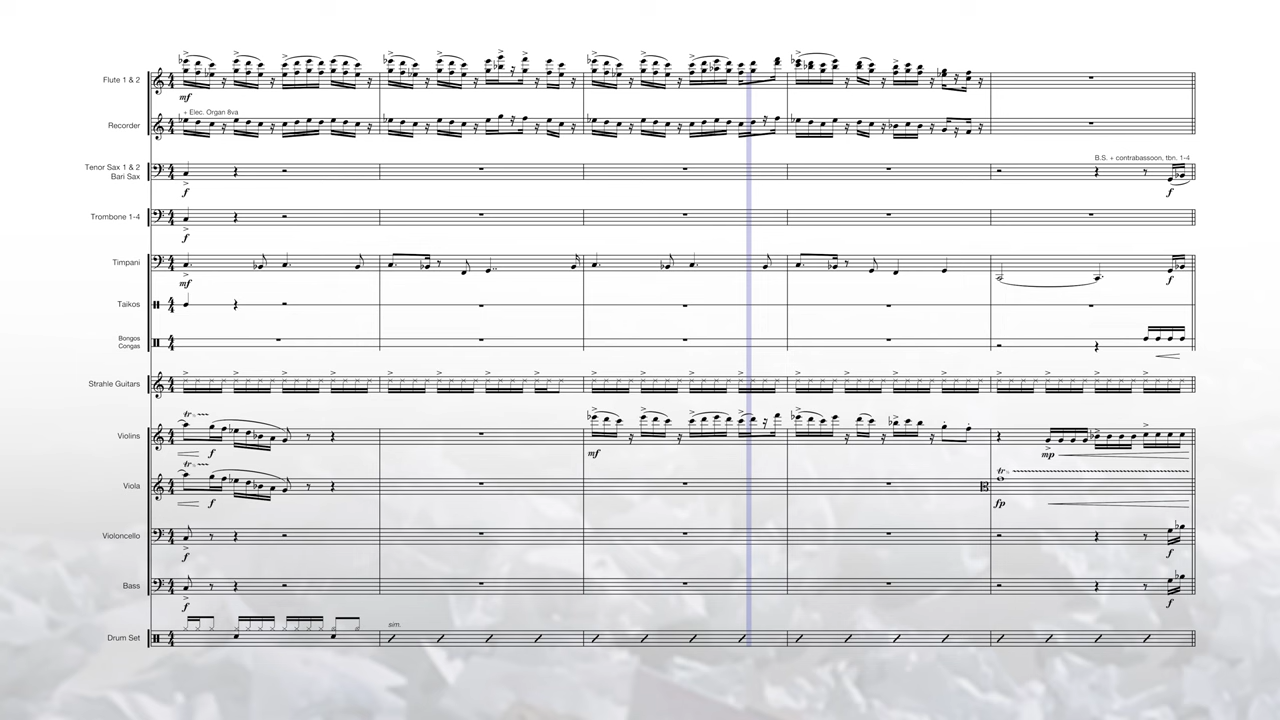 Flute 1 & 2
mf
+ Elec. Organ 8va
Recorder
B.S. + contrabassoon, tbn. 1-4
Tenor Sax 1 & 2
Bari Sax
f
f
Trombone 1-4
f
Timpani
mf
f
Taikos
Bongos
Congas
Strahle Guitars
tr
Violins
f
mf
mp
tr
tr
Viola
f
fp
Violoncello
f
f
Bass
f
f
sim.
Drum Set